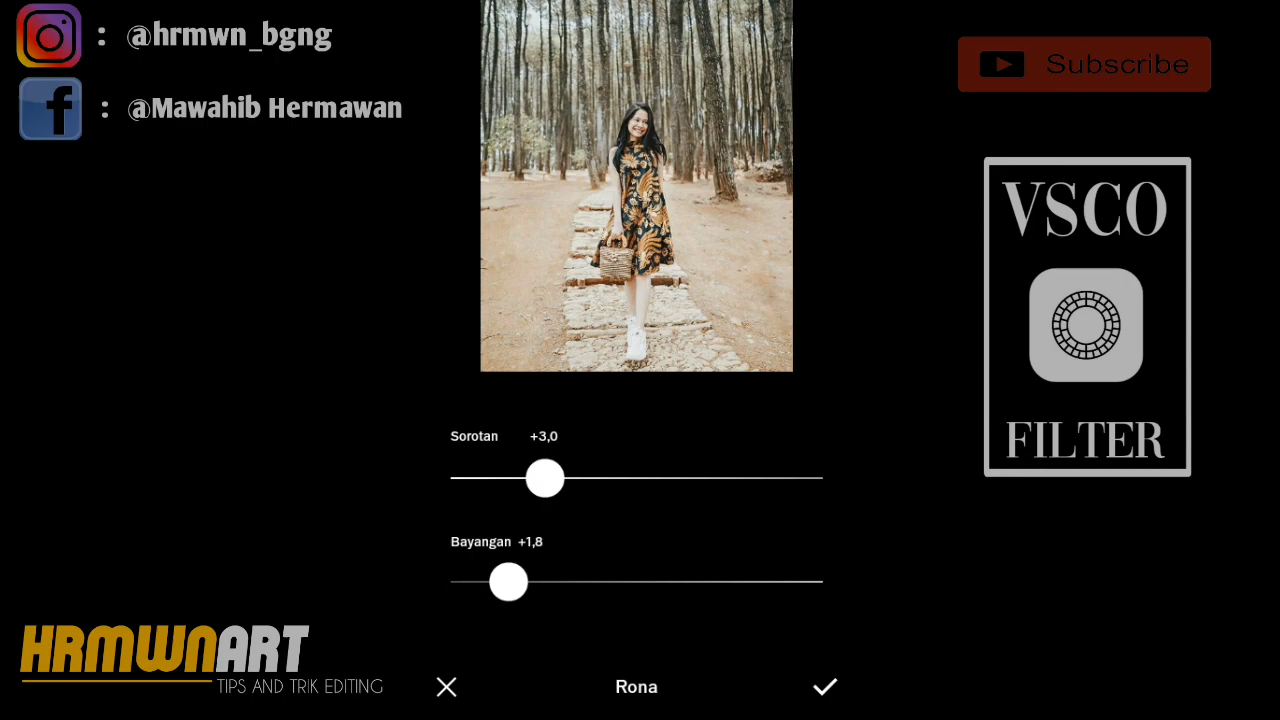 : @hrmwn_bgng
: @Mawahib Hermawan
Subscribe
VSCO
FILTER
Sorotan +3,0
Bayangan +1,8
Rona
HRMWNART
TIPS AND TRIK EDITING